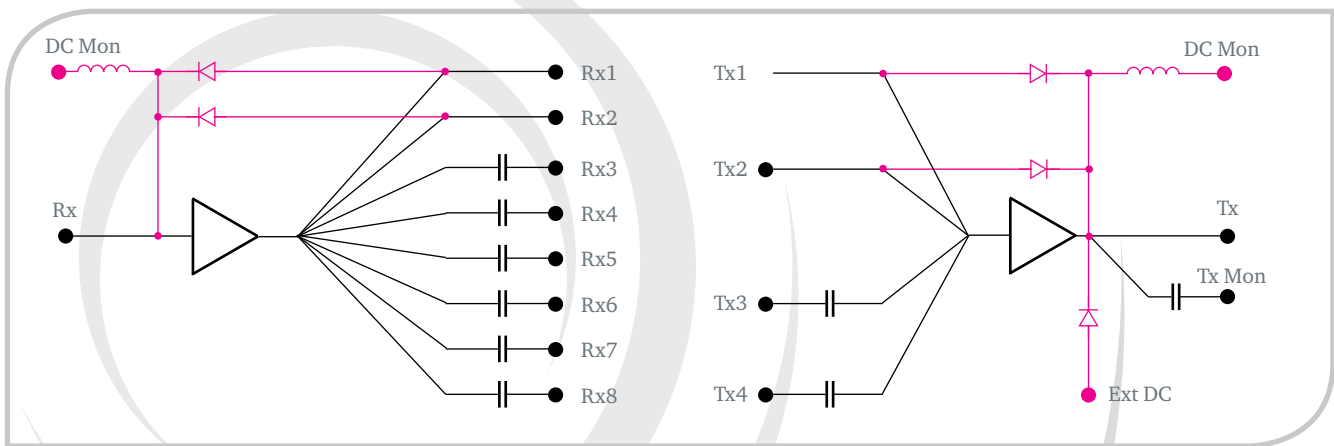 DC Mon
Rx
Rx1
Rx2
Rx3
Rx4
Rx5
Rx6
Rx7
Rx8
Tx1
Tx2
Tx3
Tx4
DC Mon
Tx
Tx Mon
Ext DC